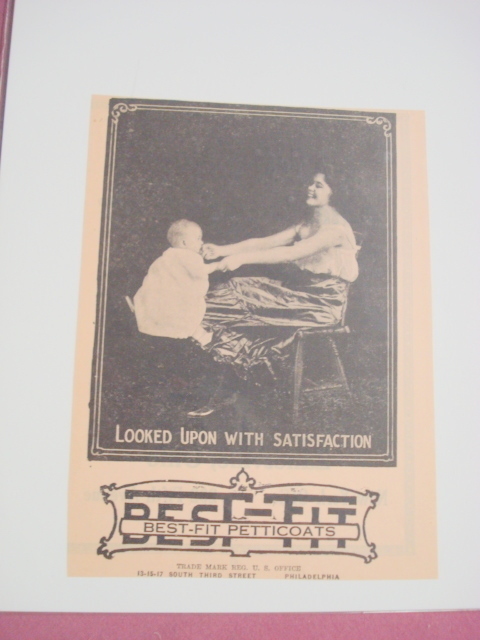 LOOKED UPON WITH SATISFACTION
BEST-FIT
BEST-FIT PETTICOATS
TRADE MARK REG. U. S. OFFICE
13-15-17 SOUTH THIRD STREET PHILADELPHIA